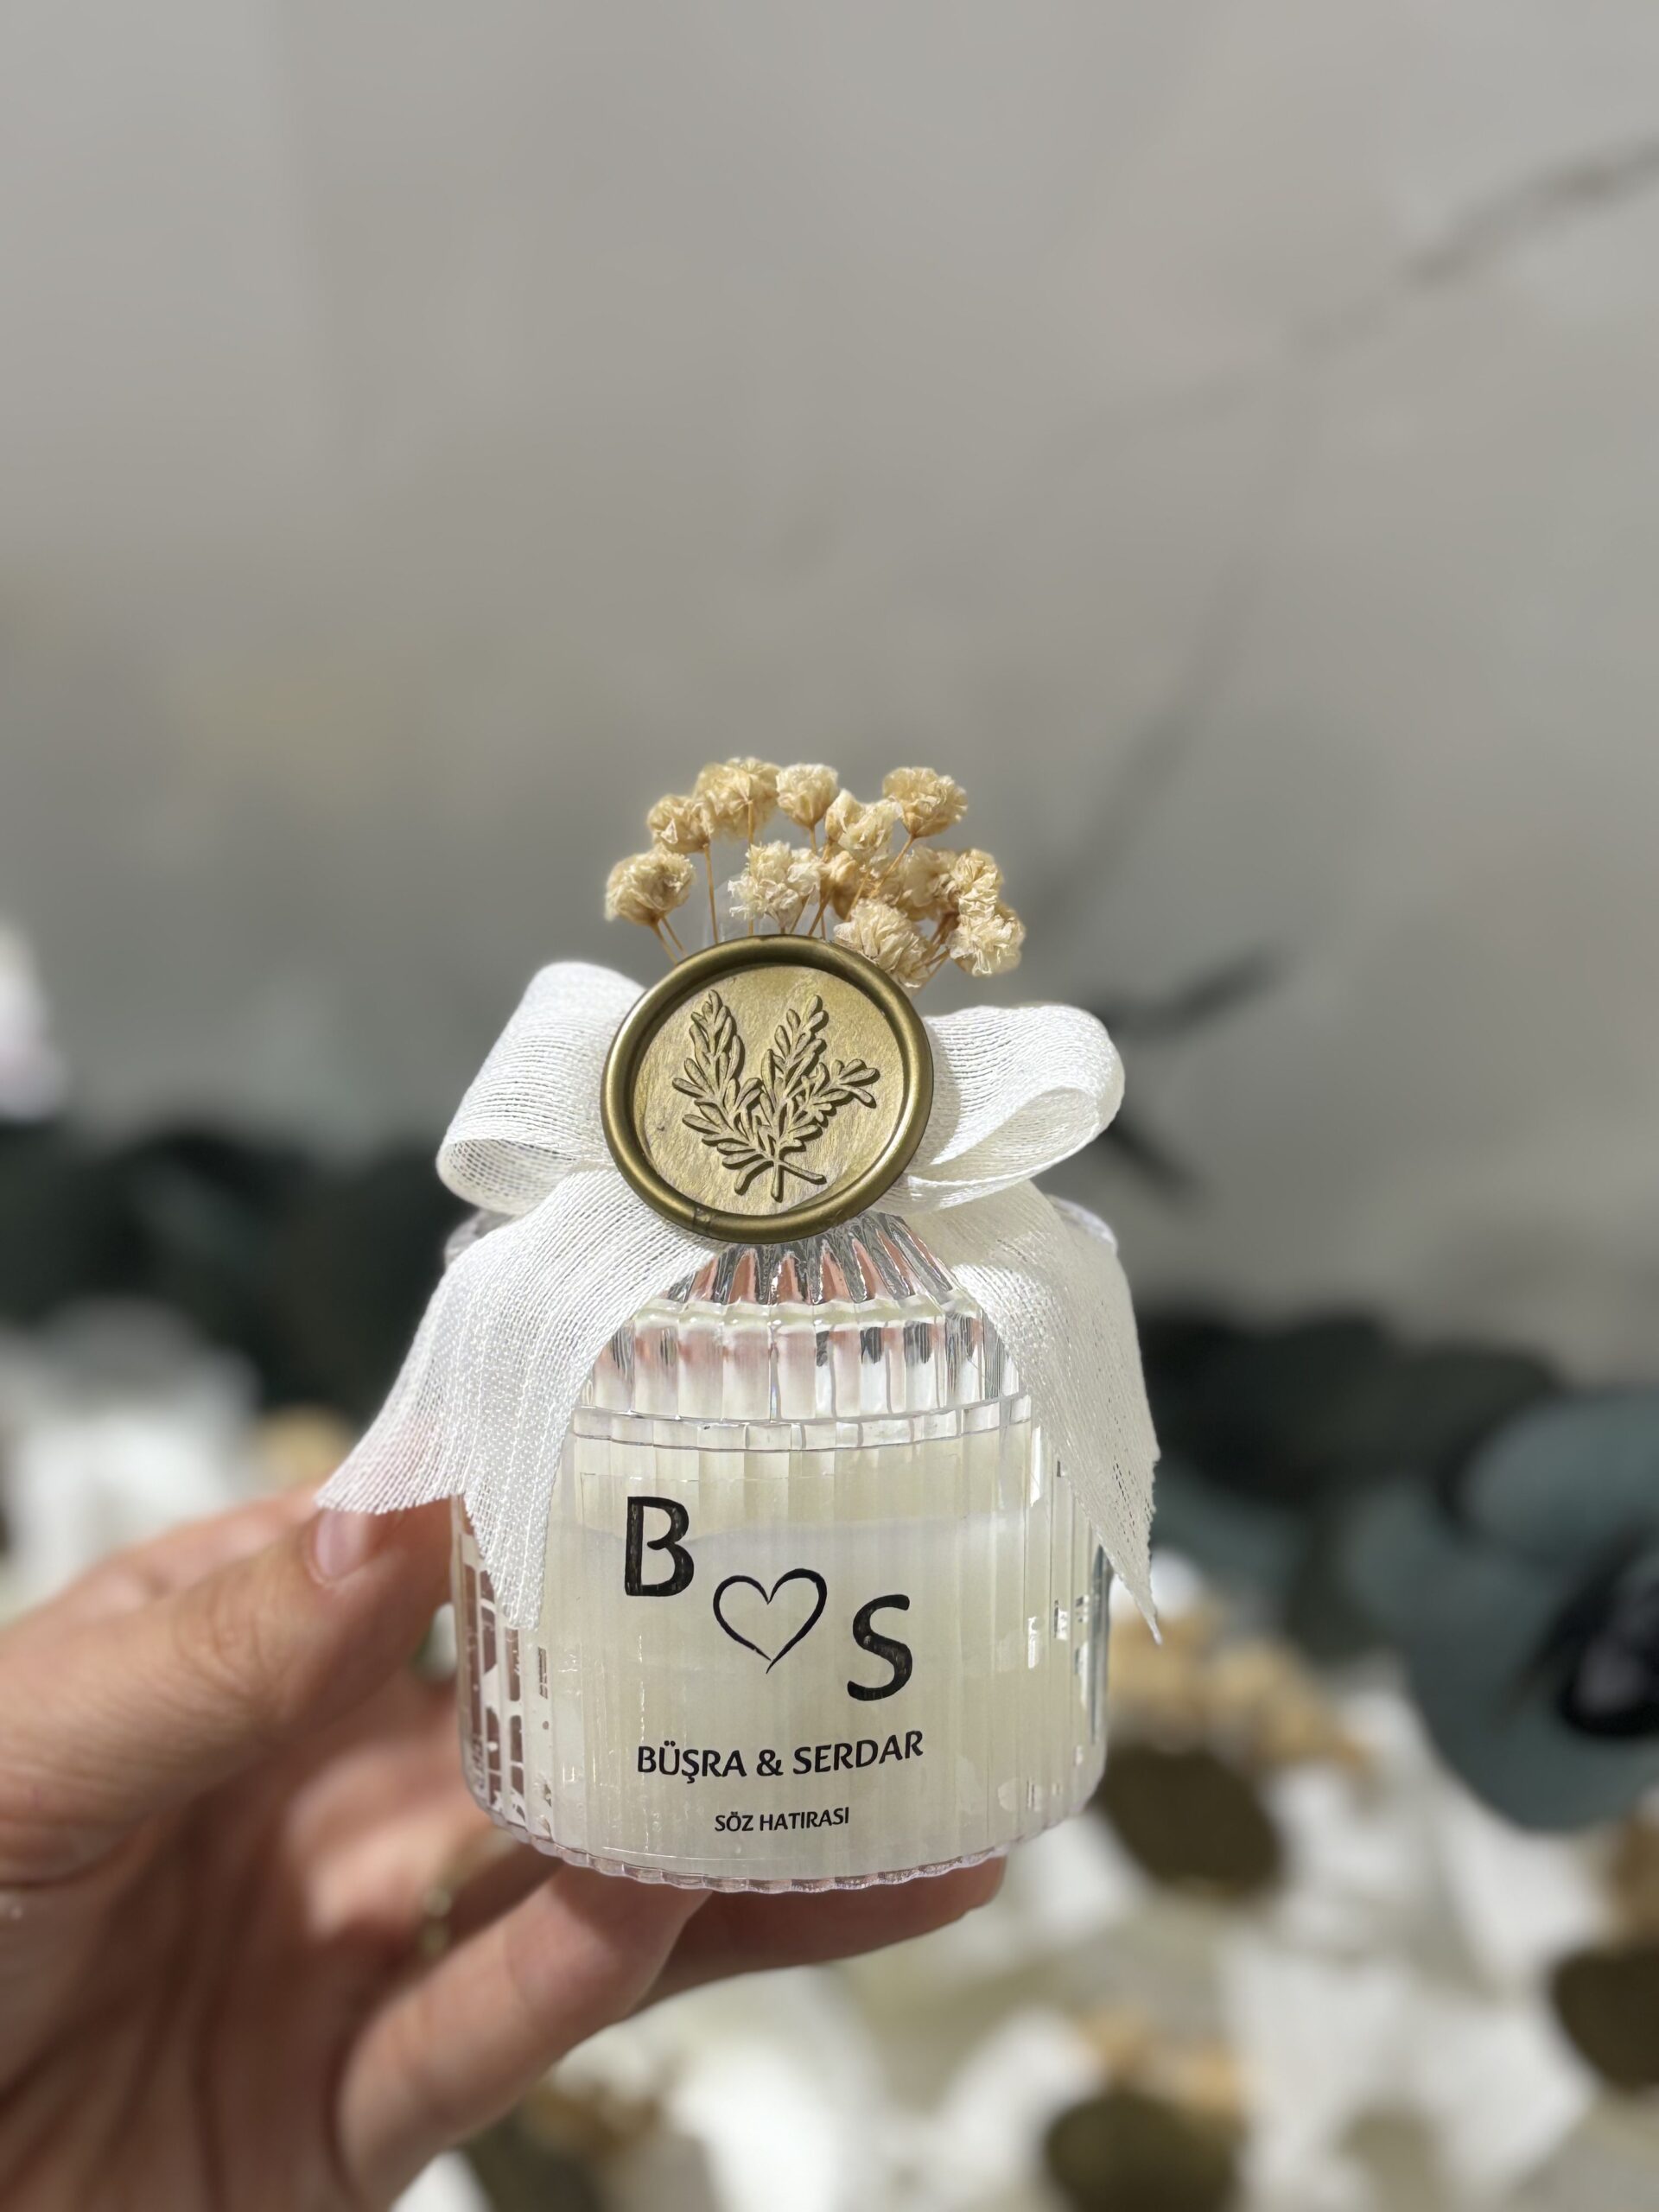 B S
BÜŞRA & SERDAR
SÖZ HATIRASI